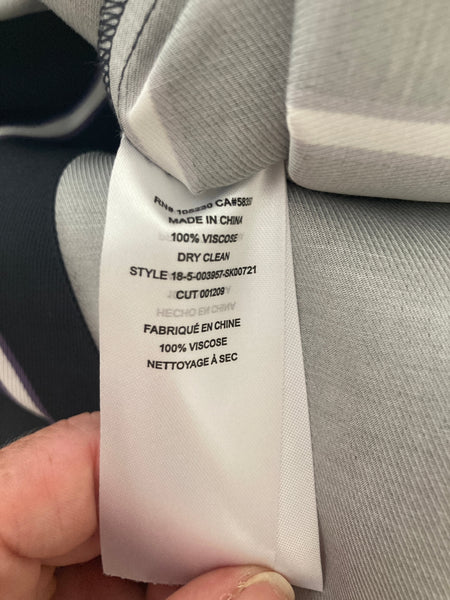 RN# 105230 CA#5839
MADE IN CHINA
100% VISCOSE
DRY CLEAN
STYLE 18-5-003957-SK00721
CUT 001209
HECHO EN CHINA
FABRIQUÉ EN CHINE
100% VISCOSE
NETTOYAGE À SEC